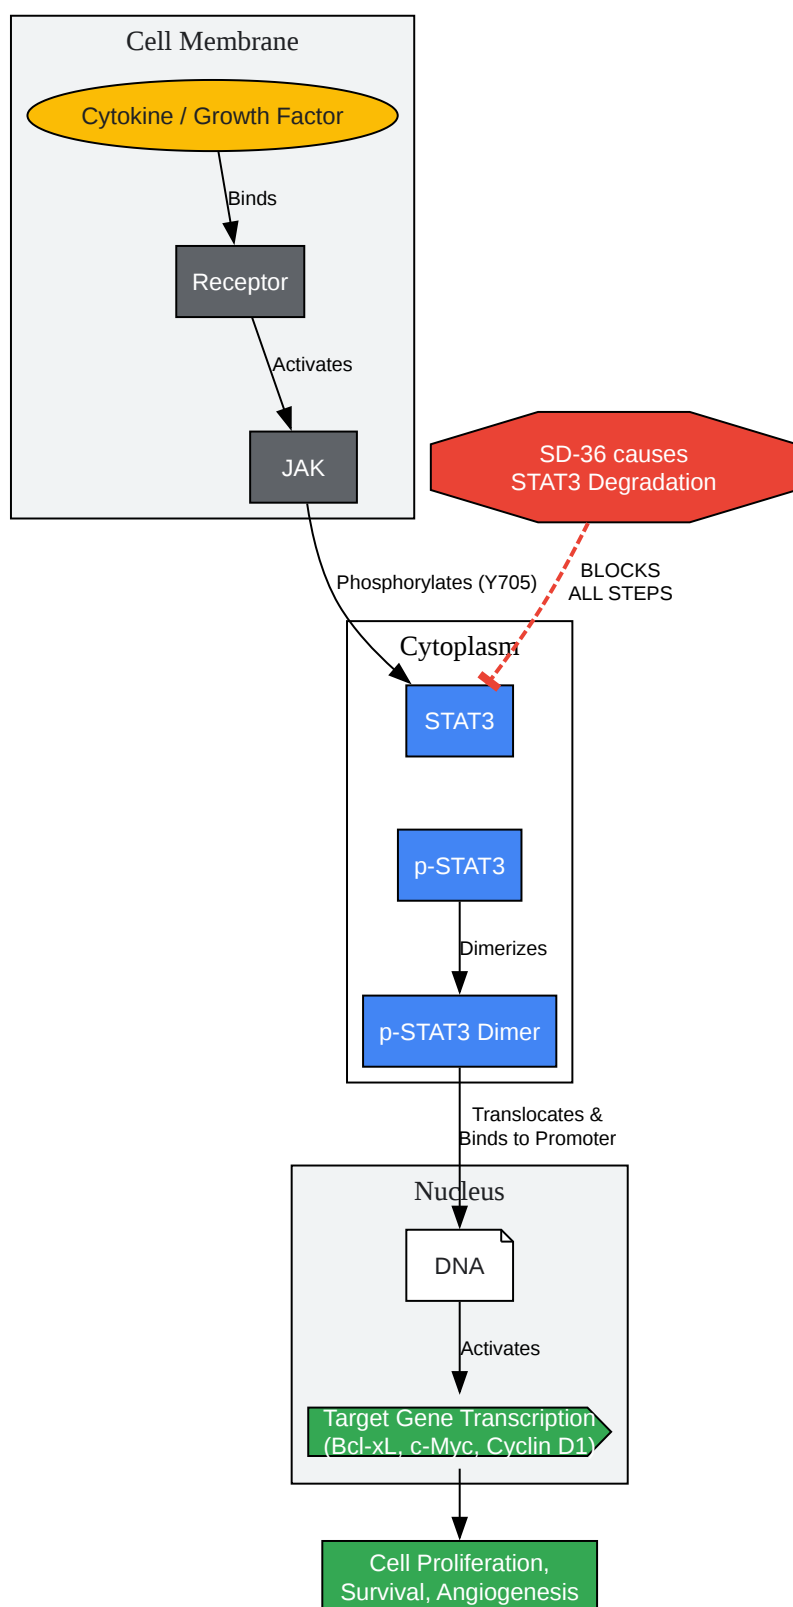 Cell Membrane
Cytokine / Growth Factor
Binds
Receptor
Activates
JAK
SD-36 causes
STAT3 Degradation
Phosphorylates (Y705)
BLOCKS
ALL STEPS
Cytoplasm
STAT3
p-STAT3
Dimerizes
p-STAT3 Dimer
Translocates &
Binds to Promoter
Nucleus
DNA
Activates
Target Gene Transcription
(Bcl-xL, c-Myc, Cyclin D1)
Cell Proliferation,
Survival, Angiogenesis